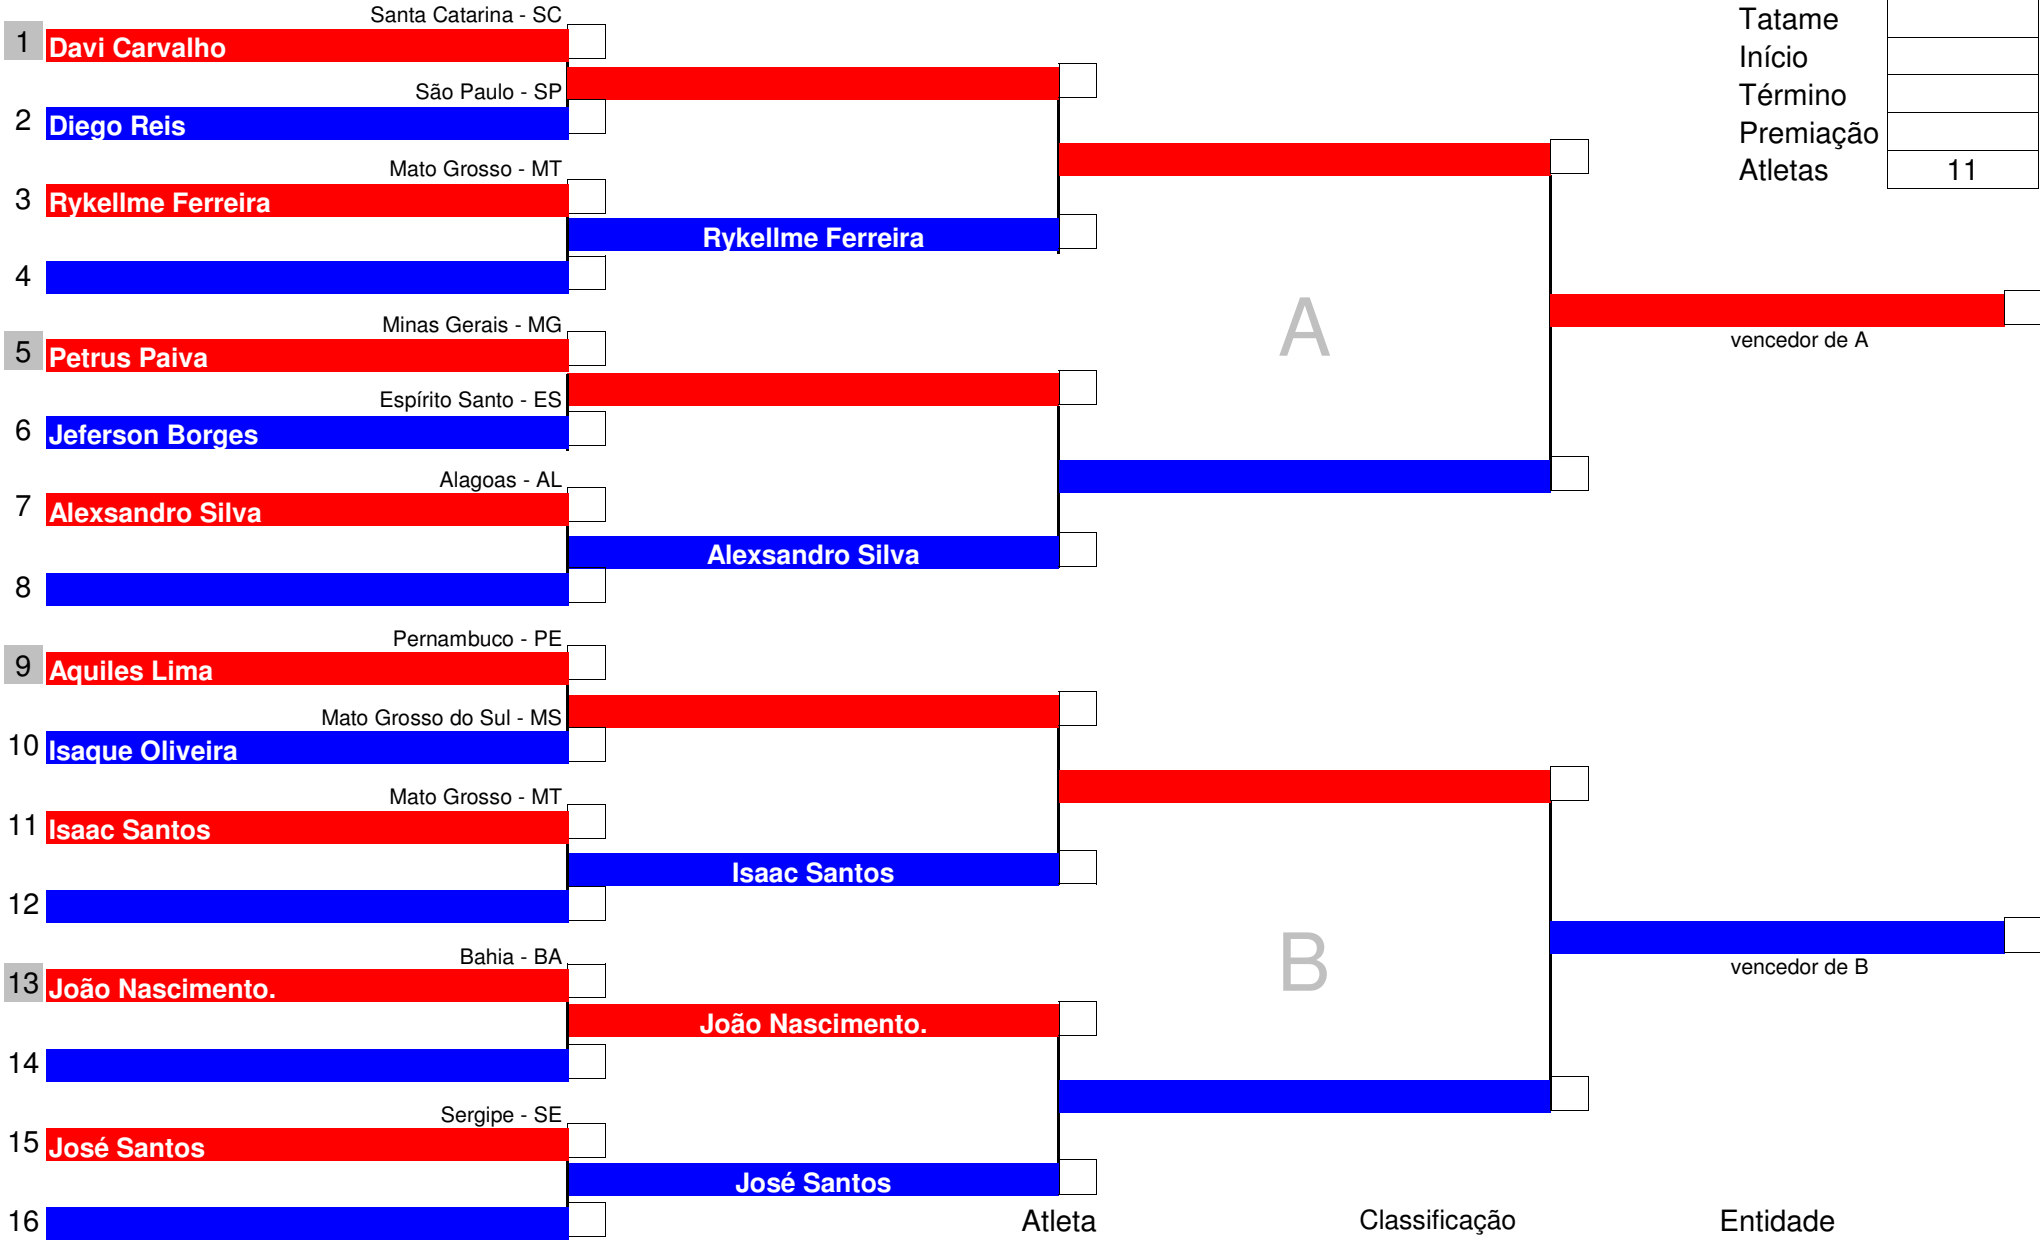 Santa Catarina - SC
1 Davi Carvalho
São Paulo - SP
2 Diego Reis
Mato Grosso - MT
3 Rykellme Ferreira
Rykellme Ferreira
4
Minas Gerais - MG
5 Petrus Paiva
Espírito Santo - ES
6 Jeferson Borges
Alagoas - AL
7 Alexsandro Silva
Alexsandro Silva
8
Pernambuco - PE
9 Aquiles Lima
Mato Grosso do Sul - MS
10 Isaque Oliveira
Mato Grosso - MT
11 Isaac Santos
Isaac Santos
12
Bahia - BA
13 João Nascimento.
João Nascimento.
14
Sergipe - SE
15 José Santos
José Santos
16
A
B
vencedor de A
vencedor de B
Tatame
Início
Término
Premiação
Atletas 11
Atleta Classificação Entidade